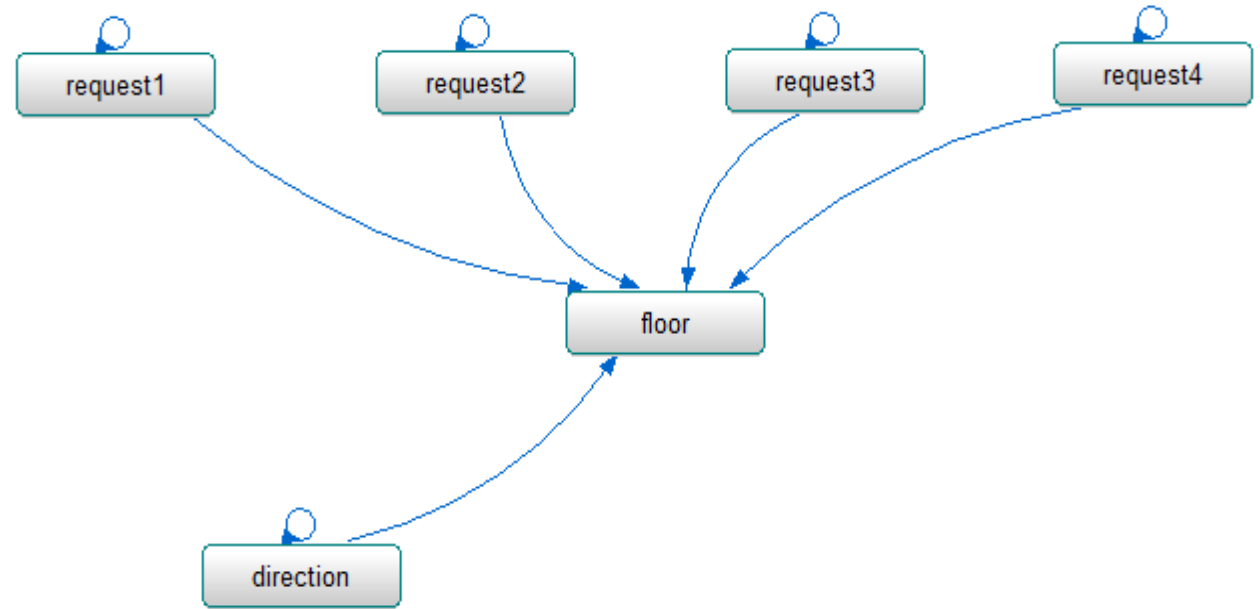 request1
request2
request3
request4
floor
direction